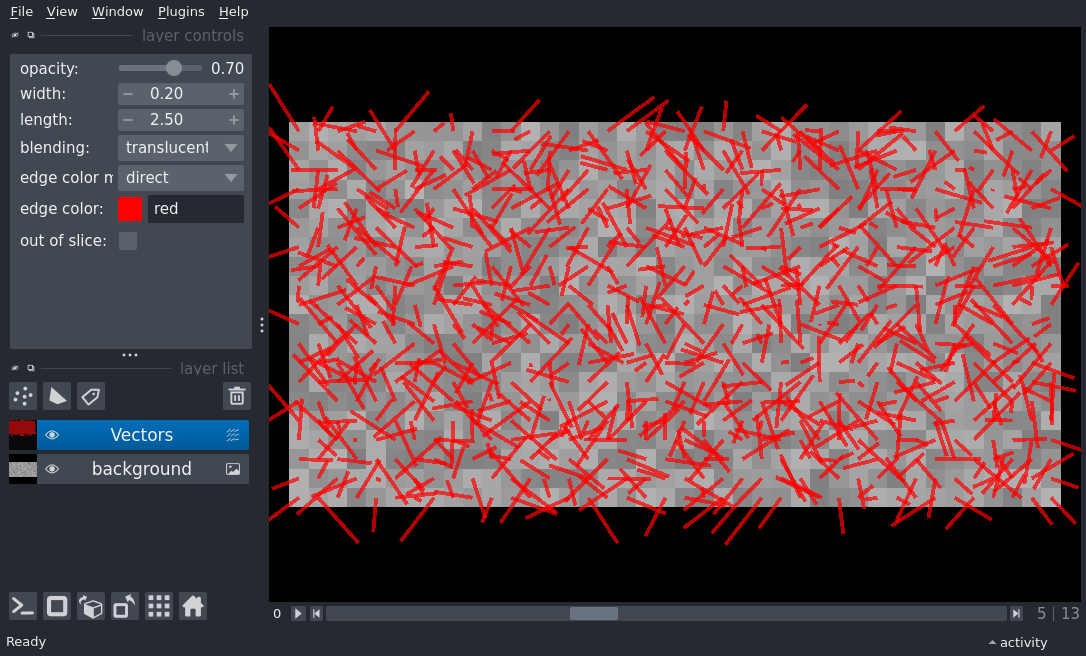 File View Window Plugins Help
layer controls
opacity: 0.70
width: − 0.20 +
length: − 2.50 +
blending: translucent
edge color m direct
edge color: red
out of slice:
layer list
Vectors
background
0 5 | 13
Ready activity